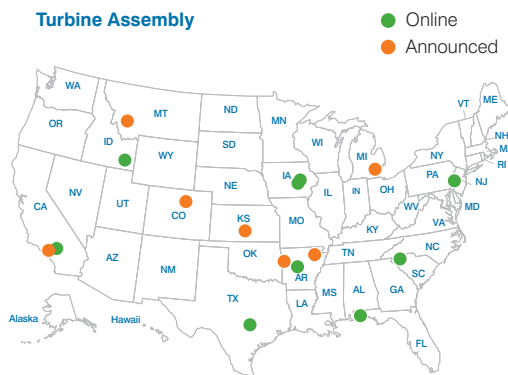 Turbine Assembly
Online
Announced
WA
MT
ND
MN
VT
ME
OR
ID
SD
WI
MI
NY
NH
MA
RI
WY
IA
PA
NJ
NE
OH
NV
IL
IN
UT
CO
MO
WV
MD
CA
KS
KY
VA
OK
TN
NC
AZ
NM
AR
SC
MS
AL
GA
TX
LA
FL
Alaska
Hawaii